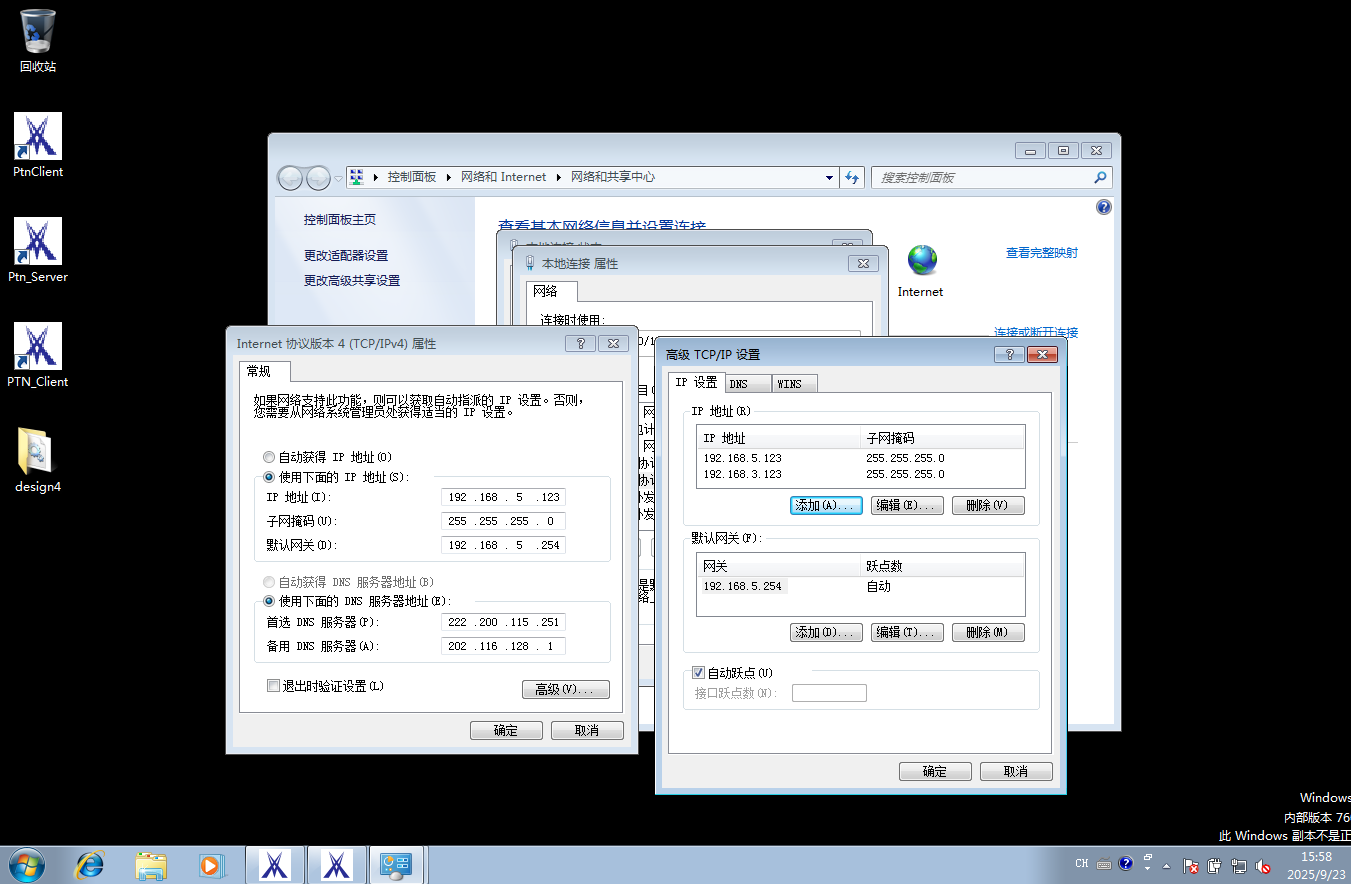 回收站
PtnClient
Ptn_Server
PTN_Client
design4
控制面板
网络和 Internet
网络和共享中心
搜索控制面板
控制面板主页
更改适配器设置
更改高级共享设置
查看基本网络信息并设置连接
查看完整映射
Internet
连接或断开连接
本地连接 状态
本地连接 属性
网络
连接时使用:
Internet 协议版本 4 (TCP/IPv4) 属性
常规
如果网络支持此功能，则可以获取自动指派的 IP 设置。否则，
您需要从网络系统管理员处获得适当的 IP 设置。
自动获得 IP 地址(O)
使用下面的 IP 地址(S):
IP 地址(I):
192 .168 . 5 .123
子网掩码(U):
255 .255 .255 . 0
默认网关(D):
192 .168 . 5 .254
自动获得 DNS 服务器地址(B)
使用下面的 DNS 服务器地址(E):
首选 DNS 服务器(P):
222 .200 .115 .251
备用 DNS 服务器(A):
202 .116 .128 . 1
退出时验证设置(L)
高级(V)...
确定
取消
高级 TCP/IP 设置
IP 设置
DNS
WINS
IP 地址(R)
IP 地址
子网掩码
192.168.5.123
255.255.255.0
192.168.3.123
255.255.255.0
添加(A)...
编辑(E)...
删除(V)
默认网关(F):
网关
跃点数
192.168.5.254
自动
添加(D)...
编辑(T)...
删除(M)
自动跃点(U)
接口跃点数(N):
确定
取消
Windows
内部版本 760
此 Windows 副本不是正
CH
15:58
2025/9/23